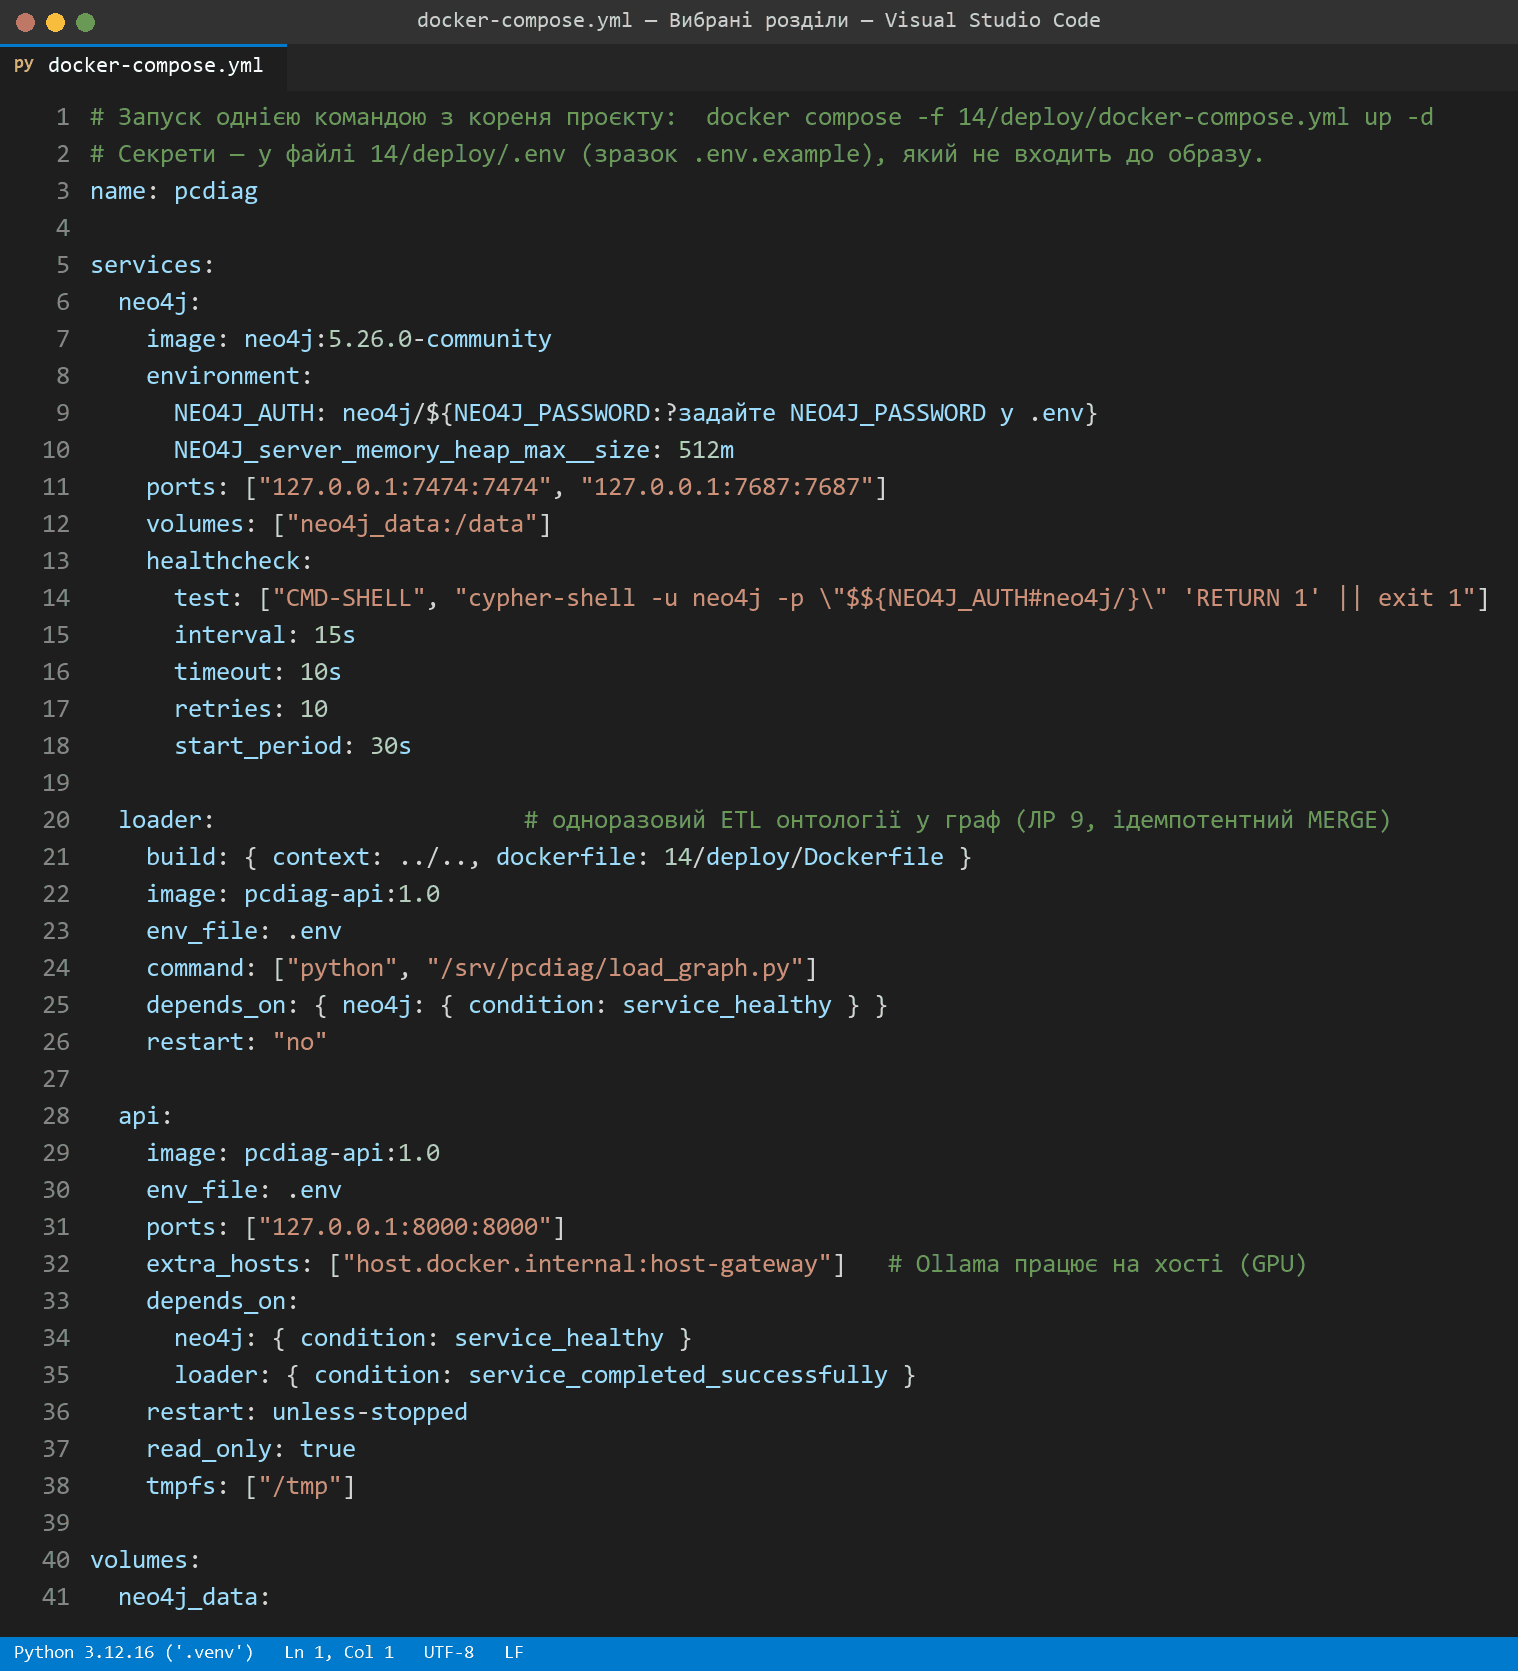 docker-compose.yml — Вибрані розділи — Visual Studio Code
py docker-compose.yml
1 # Запуск однією командою з кореня проєкту:  docker compose -f 14/deploy/docker-compose.yml up -d
2 # Секрети — у файлі 14/deploy/.env (зразок .env.example), який не входить до образу.
3 name: pcdiag
4
5 services:
6   neo4j:
7     image: neo4j:5.26.0-community
8     environment:
9       NEO4J_AUTH: neo4j/${NEO4J_PASSWORD:?задайте NEO4J_PASSWORD у .env}
10       NEO4J_server_memory_heap_max__size: 512m
11     ports: ["127.0.0.1:7474:7474", "127.0.0.1:7687:7687"]
12     volumes: ["neo4j_data:/data"]
13     healthcheck:
14       test: ["CMD-SHELL", "cypher-shell -u neo4j -p \"$${NEO4J_AUTH#neo4j/}\" 'RETURN 1' || exit 1"]
15       interval: 15s
16       timeout: 10s
17       retries: 10
18       start_period: 30s
19
20   loader:                      # одноразовий ETL онтології у граф (ЛР 9, ідемпотентний MERGE)
21     build: { context: ../.., dockerfile: 14/deploy/Dockerfile }
22     image: pcdiag-api:1.0
23     env_file: .env
24     command: ["python", "/srv/pcdiag/load_graph.py"]
25     depends_on: { neo4j: { condition: service_healthy } }
26     restart: "no"
27
28   api:
29     image: pcdiag-api:1.0
30     env_file: .env
31     ports: ["127.0.0.1:8000:8000"]
32     extra_hosts: ["host.docker.internal:host-gateway"]   # Ollama працює на хості (GPU)
33     depends_on:
34       neo4j: { condition: service_healthy }
35       loader: { condition: service_completed_successfully }
36     restart: unless-stopped
37     read_only: true
38     tmpfs: ["/tmp"]
39
40 volumes:
41   neo4j_data:
Python 3.12.16 ('.venv')   Ln 1, Col 1   UTF-8   LF